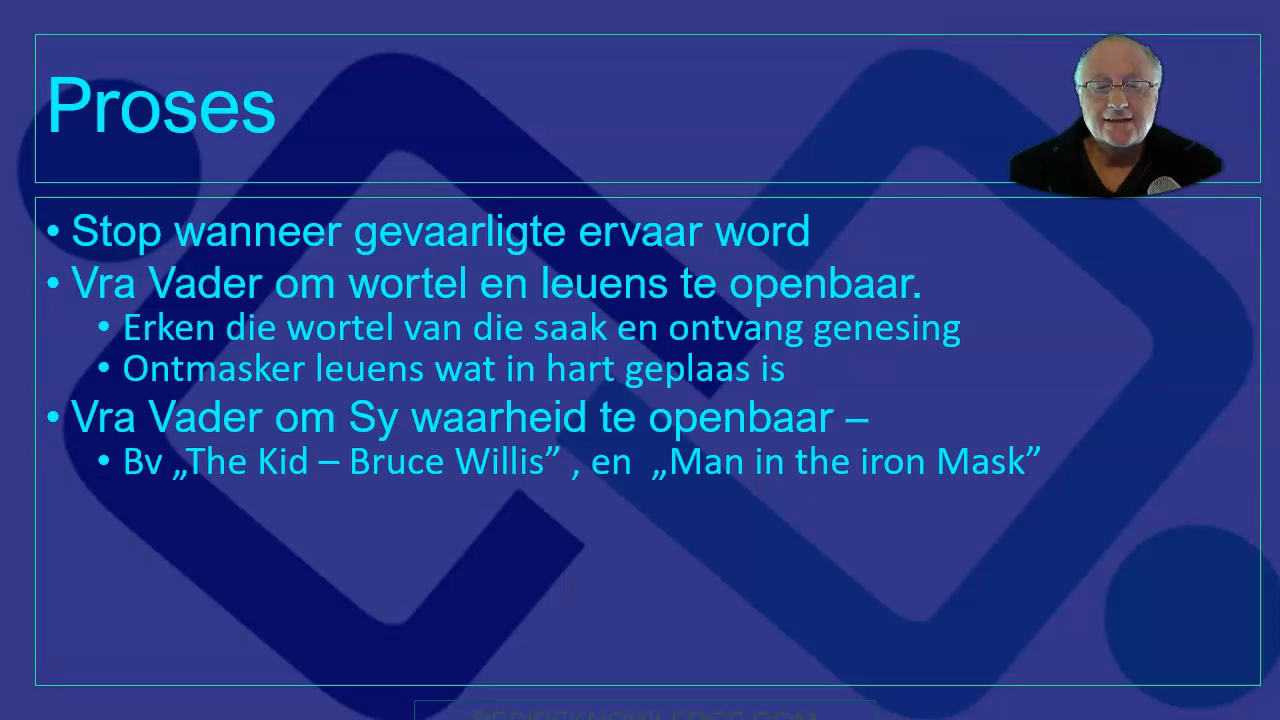 Proses
• Stop wanneer gevaarligte ervaar word
• Vra Vader om wortel en leuens te openbaar.
• Erken die wortel van die saak en ontvang genesing
• Ontmasker leuens wat in hart geplaas is
• Vra Vader om Sy waarheid te openbaar –
• Bv „The Kid – Bruce Willis” , en „Man in the iron Mask”